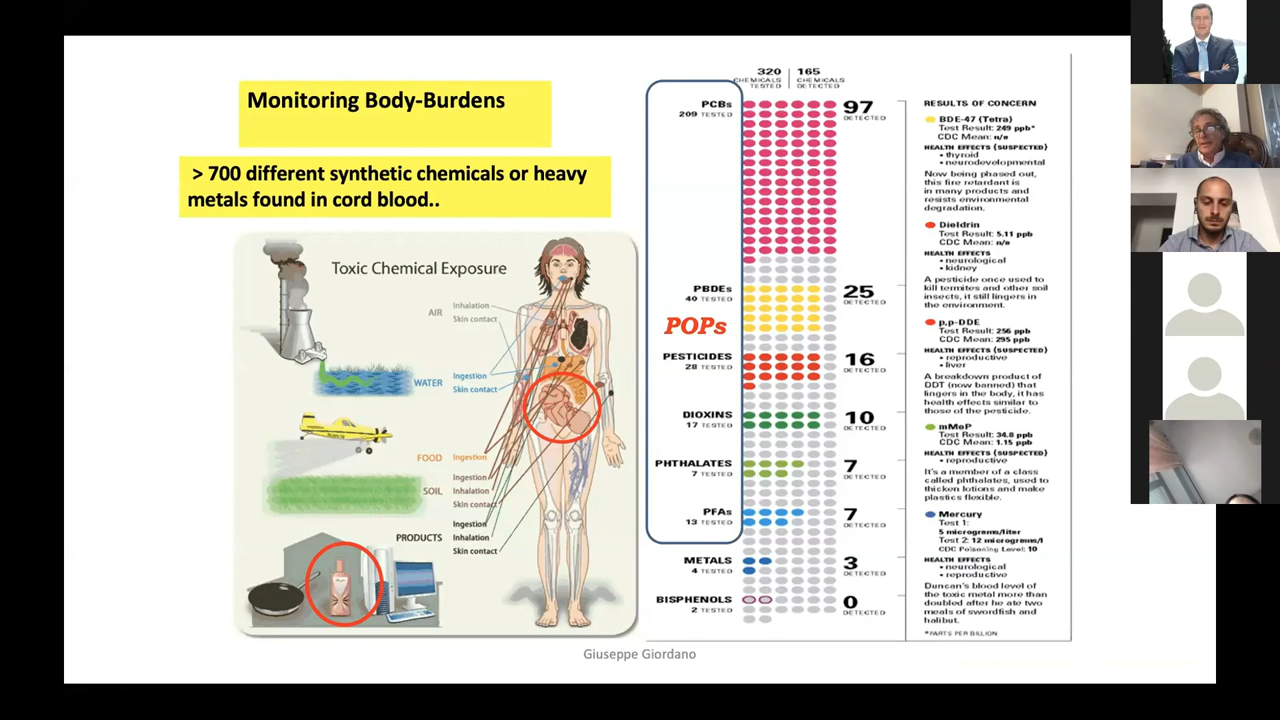 Monitoring Body-Burdens
> 700 different synthetic chemicals or heavy
metals found in cord blood..
Toxic Chemical Exposure
AIR
Inhalation
Skin contact
WATER
Ingestion
Skin contact
FOOD
Ingestion
SOIL
Ingestion
Inhalation
Skin contact
PRODUCTS
Ingestion
Inhalation
Skin contact
320
CHEMICALS
TESTED
165
CHEMICALS
DETECTED
PCBs
209 TESTED
97
DETECTED
PBDEs
40 TESTED
25
DETECTED
POPs
PESTICIDES
28 TESTED
16
DETECTED
DIOXINS
17 TESTED
10
DETECTED
PHTHALATES
7 TESTED
7
DETECTED
PFAs
13 TESTED
7
DETECTED
METALS
4 TESTED
3
DETECTED
BISPHENOLS
2 TESTED
0
DETECTED
RESULTS OF CONCERN
BDE-47 (Tetra)
Test Result: 249 ppb*
CDC Mean: n/a
HEALTH EFFECTS (SUSPECTED)
• thyroid
• neurodevelopmental
Now being phased out,
this fire retardant is
in many products and
resists environmental
degradation.
Dieldrin
Test Result: 5.11 ppb
CDC Mean: n/a
HEALTH EFFECTS
• neurological
• kidney
A pesticide once used to
kill termites and other soil
insects, it still lingers in
the environment.
p,p-DDE
Test Result: 256 ppb
CDC Mean: 295 ppb
HEALTH EFFECTS (SUSPECTED)
• reproductive
• liver
A breakdown product of
DDT (now banned) that
lingers in the body, it has
health effects similar to
those of the pesticide.
mMeP
Test Result: 34.8 ppb
CDC Mean: 1.15 ppb
HEALTH EFFECTS (SUSPECTED)
• reproductive
It's a member of a class
called phthalates, used to
thicken lotions and make
plastics flexible.
Mercury
Test 1:
5 micrograms/liter
Test 2: 12 micrograms/l
CDC Poisoning Level: 10
HEALTH EFFECTS
• neurological
• reproductive
Duncan's blood level of
the toxic metal more than
doubled after he ate two
meals of swordfish and
halibut.
*PARTS PER BILLION
Giuseppe Giordano